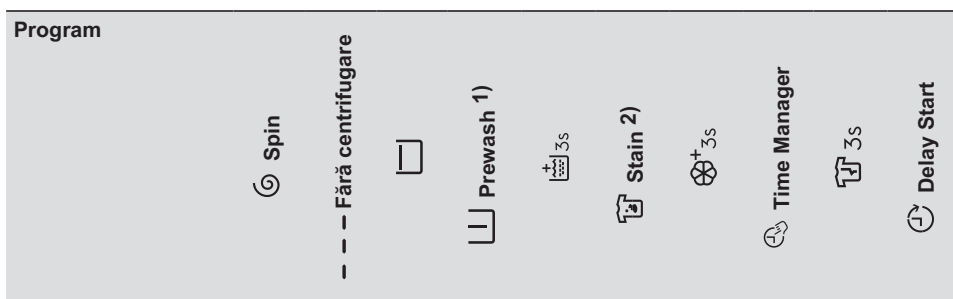 Program
Spin
– – – Fără centrifugare
Prewash 1)
+ 3s
Stain 2)
+3s
Time Manager
3s
Delay Start